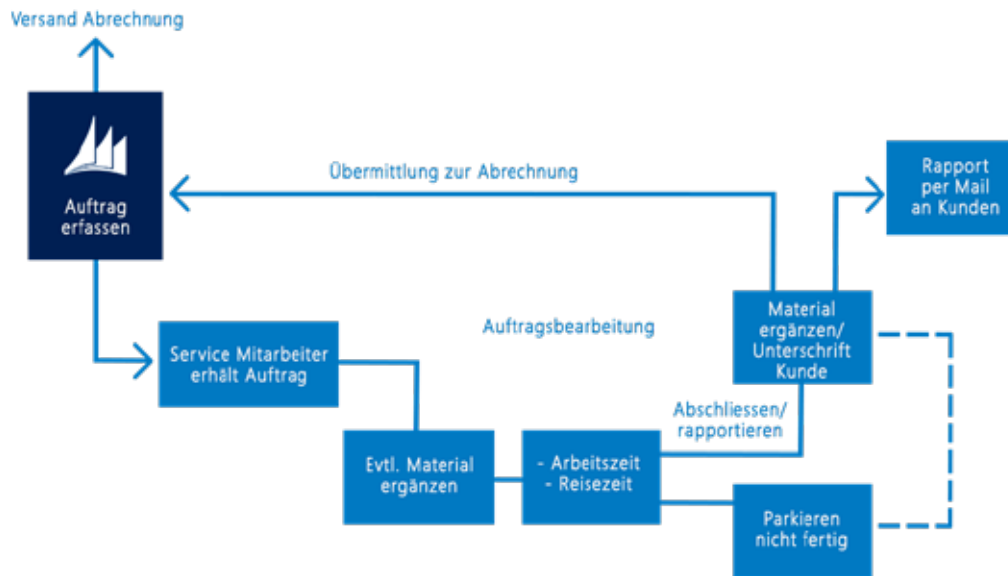 Versand Abrechnung
Auftrag
erfassen
Übermittlung zur Abrechnung
Rapport
per Mail
an Kunden
Auftragsbearbeitung
Material
ergänzen/
Unterschrift
Kunde
Service Mitarbeiter
erhält Auftrag
Abschliessen/
rapportieren
Evtl. Material
ergänzen
- Arbeitszeit
- Reisezeit
Parkieren
nicht fertig